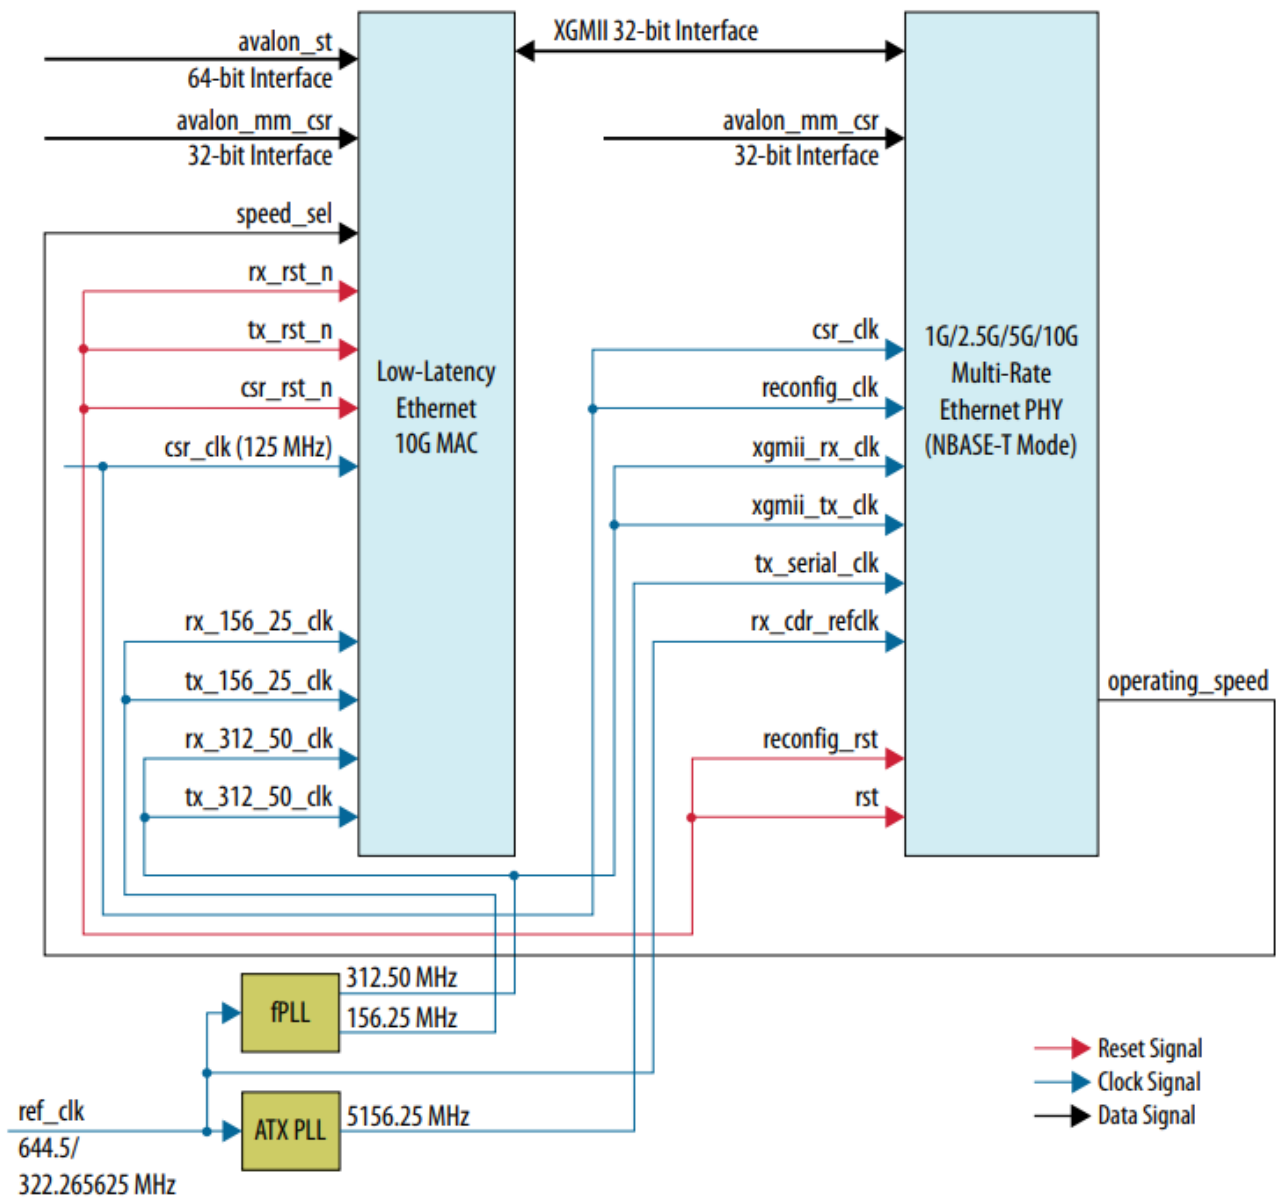 avalon_st
64-bit Interface
avalon_mm_csr
32-bit Interface
speed_sel
rx_rst_n
tx_rst_n
csr_rst_n
csr_clk (125 MHz)
rx_156_25_clk
tx_156_25_clk
rx_312_50_clk
tx_312_50_clk
Low-Latency
Ethernet
10G MAC
XGMII 32-bit Interface
avalon_mm_csr
32-bit Interface
csr_clk
reconfig_clk
xgmii_rx_clk
xgmii_tx_clk
tx_serial_clk
rx_cdr_refclk
reconfig_rst
rst
1G/2.5G/5G/10G
Multi-Rate
Ethernet PHY
(NBASE-T Mode)
operating_speed
fPLL
312.50 MHz
156.25 MHz
ref_clk
644.5/
322.265625 MHz
ATX PLL
5156.25 MHz
Reset Signal
Clock Signal
Data Signal